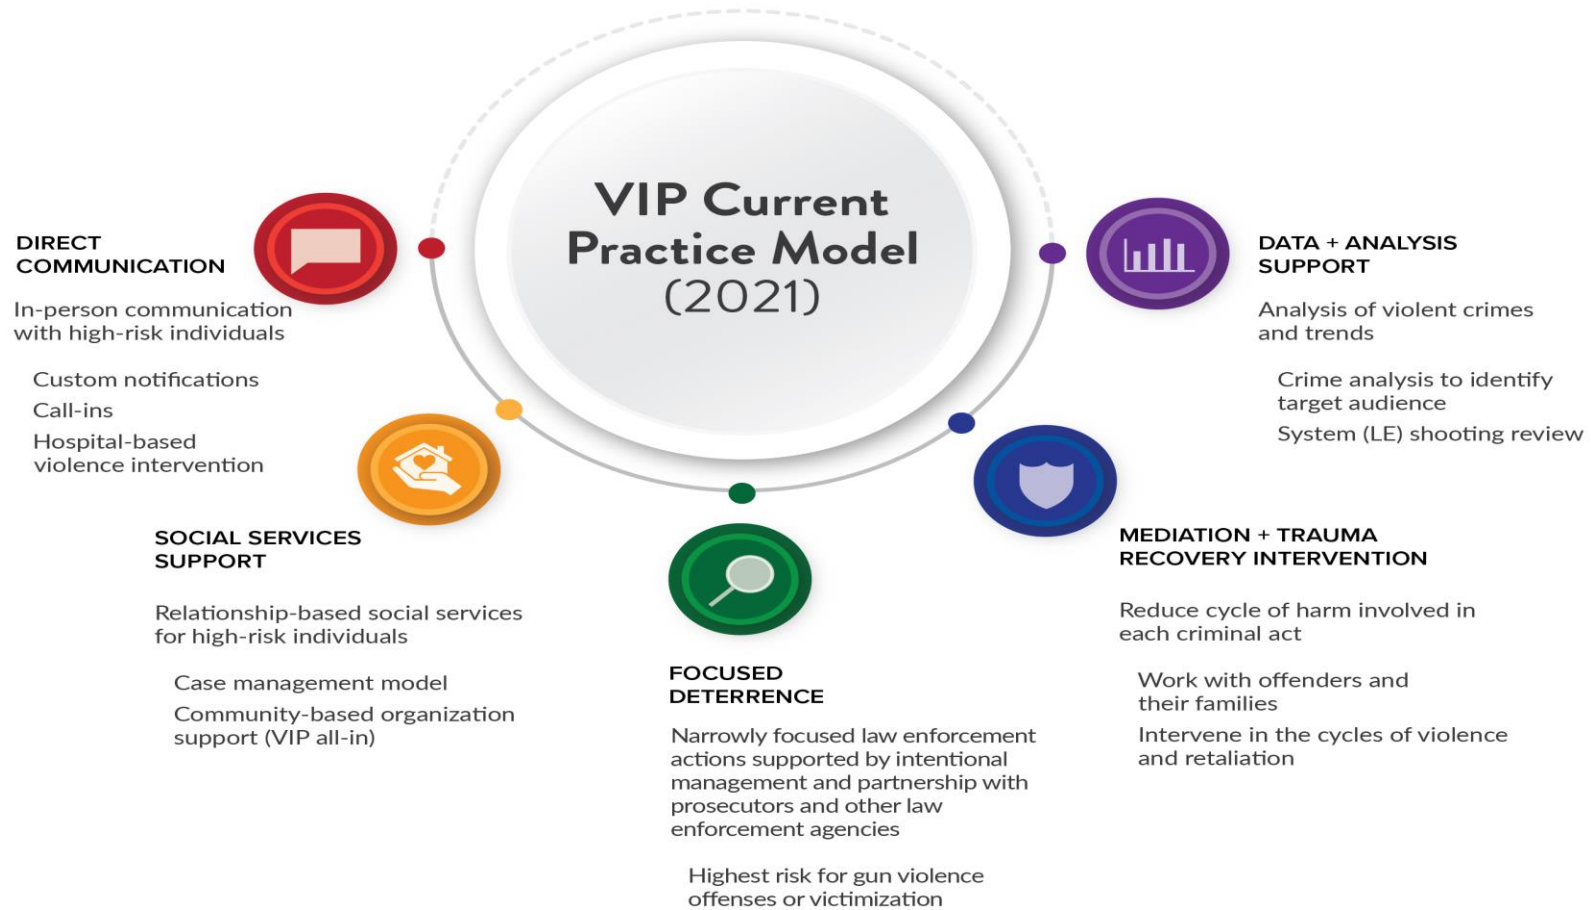 VIP Current
Practice Model
(2021)
DIRECT
COMMUNICATION
In-person communication
with high-risk individuals
Custom notifications
Call-ins
Hospital-based
violence intervention
SOCIAL SERVICES
SUPPORT
Relationship-based social services
for high-risk individuals
Case management model
Community-based organization
support (VIP all-in)
FOCUSED
DETERRENCE
Narrowly focused law enforcement
actions supported by intentional
management and partnership with
prosecutors and other law
enforcement agencies
Highest risk for gun violence
offenses or victimization
MEDIATION + TRAUMA
RECOVERY INTERVENTION
Reduce cycle of harm involved in
each criminal act
Work with offenders and
their families
Intervene in the cycles of violence
and retaliation
DATA + ANALYSIS
SUPPORT
Analysis of violent crimes
and trends
Crime analysis to identify
target audience
System (LE) shooting review